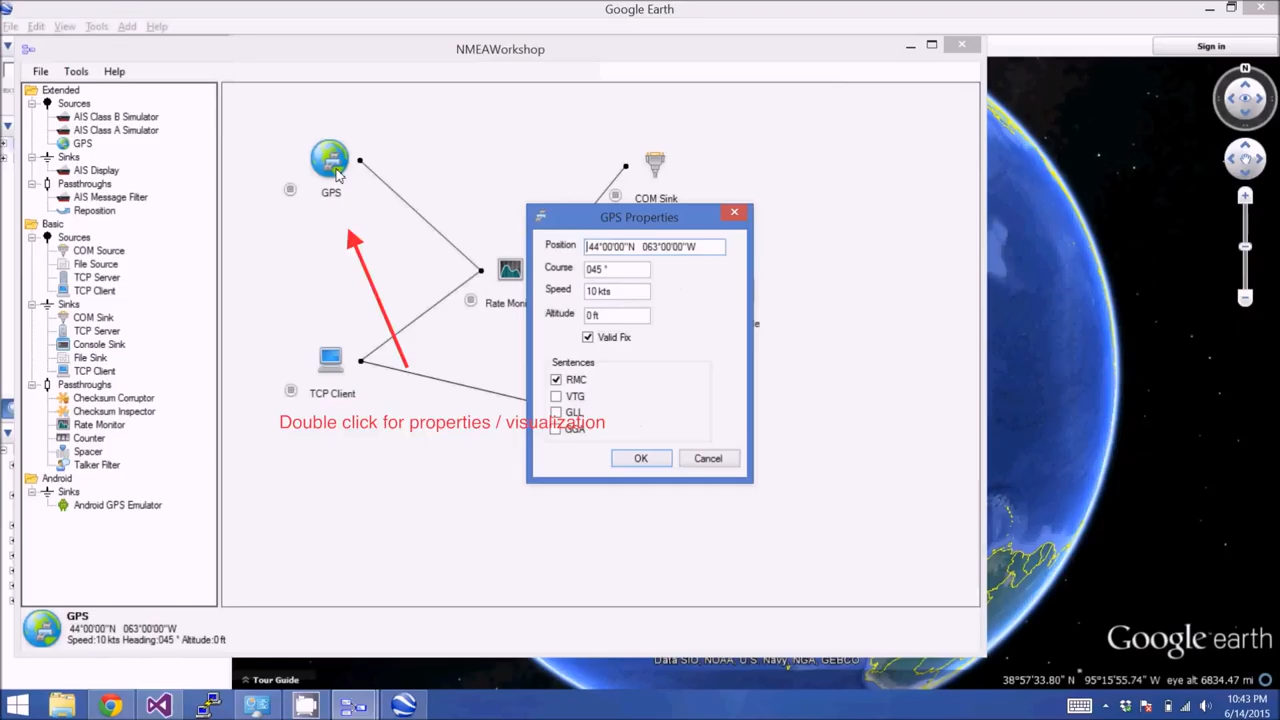 Google Earth
File Edit View Tools Add Help
NMEAWorkshop
Sign in
File Tools Help
N
Extended
Sources
AIS Class B Simulator
AIS Class A Simulator
GPS
Sinks
AIS Display
Passthroughs
AIS Message Filter
Reposition
Basic
Sources
COM Source
File Source
TCP Server
TCP Client
Sinks
COM Sink
TCP Server
Console Sink
File Sink
TCP Client
Passthroughs
Checksum Corruptor
Checksum Inspector
Rate Monitor
Counter
Spacer
Talker Filter
Android
Sinks
Android GPS Emulator
GPS
COM Sink
Rate Moni
TCP Client
Double click for properties / visualization
GPS Properties
Position 44°00'00"N 063°00'00"W
Course 045 °
Speed 10 kts
Altitude 0 ft
Valid Fix
Sentences
RMC
VTG
GLL
GGA
OK Cancel
GPS
44°00'00"N 063°00'00"W
Speed:10 kts Heading:045 ° Altitude:0 ft
Google earth
Data SIO, NOAA, U.S. Navy, NGA, GEBCO
Tour Guide
38°57'33.80" N 95°15'55.74" W eye alt 6834.47 mi
10:43 PM
6/14/2015